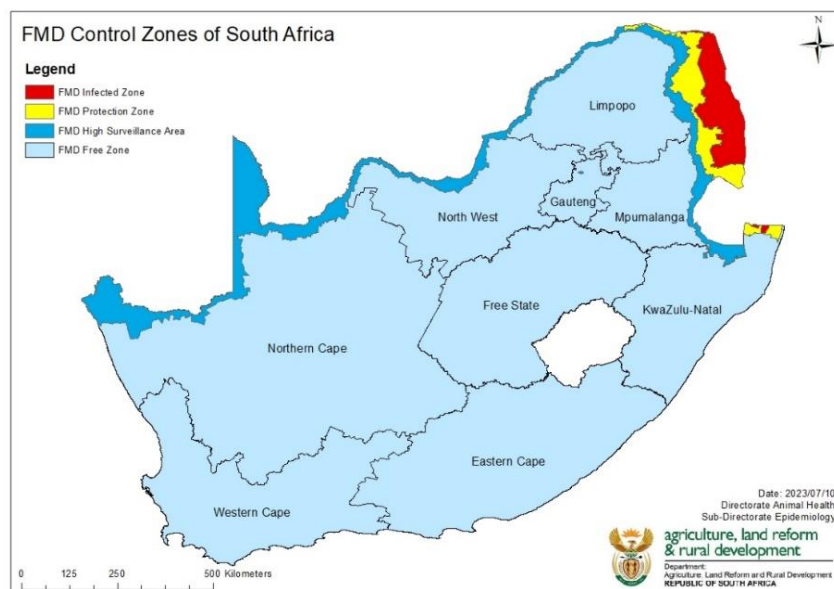 FMD Control Zones of South Africa
N
Legend
FMD Infected Zone
FMD Protection Zone
FMD High Surveillance Area
FMD Free Zone
Limpopo
Gauteng
North West
Mpumalanga
Free State
KwaZulu-Natal
Northern Cape
Eastern Cape
Western Cape
Date: 2023/07/10
Directorate Animal Health
Sub-Directorate Epidemiology
agriculture, land reform
& rural development
Department:
Agriculture, Land Reform and Rural Development
REPUBLIC OF SOUTH AFRICA
0 125 250 500 Kilometers